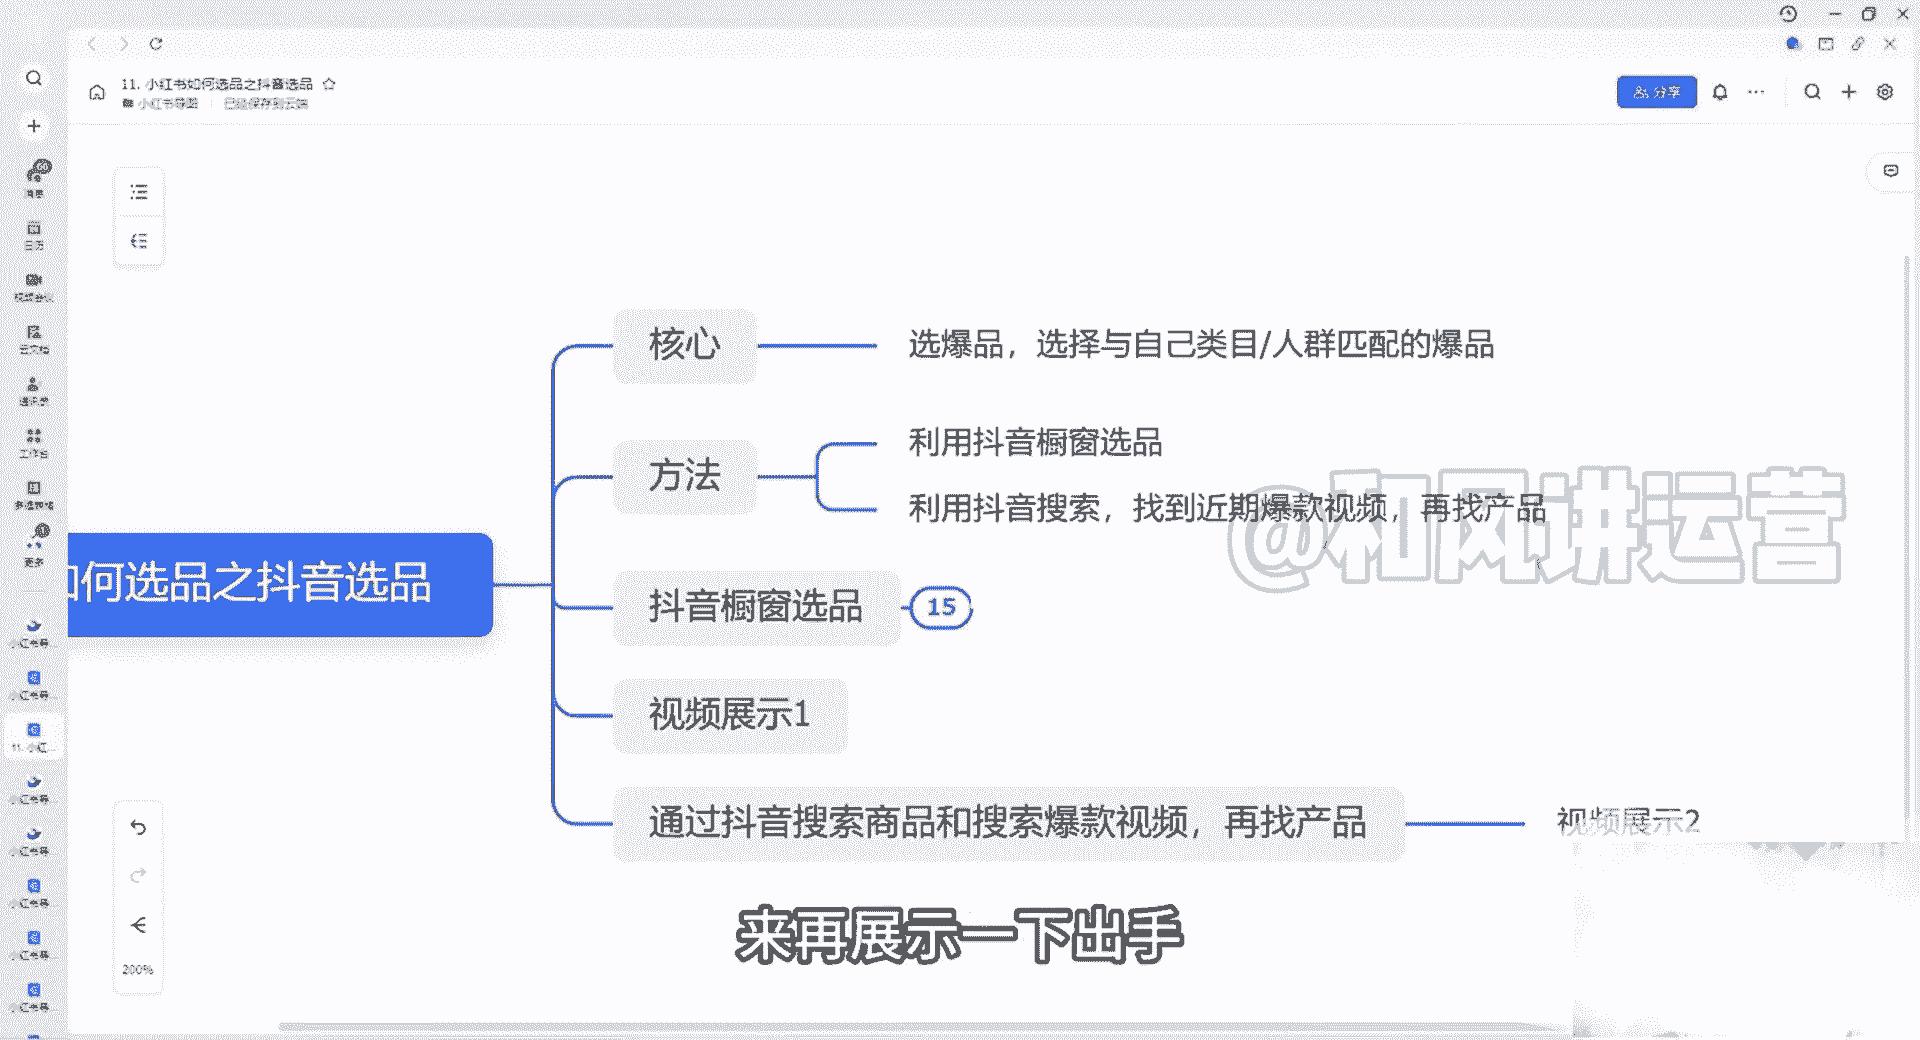 11. 小红书如何选品之抖音选品
小红书导图
已经保存到云端
分享
消息
日历
视频会议
云文档
通讯录
工作台
多维表格
更多
11. 小红...
核心
选爆品，选择与自己类目/人群匹配的爆品
方法
利用抖音橱窗选品
利用抖音搜索，找到近期爆款视频，再找产品
@和风讲运营
如何选品之抖音选品
抖音橱窗选品
15
视频展示1
通过抖音搜索商品和搜索爆款视频，再找产品
视频展示2
来再展示一下出手
200%